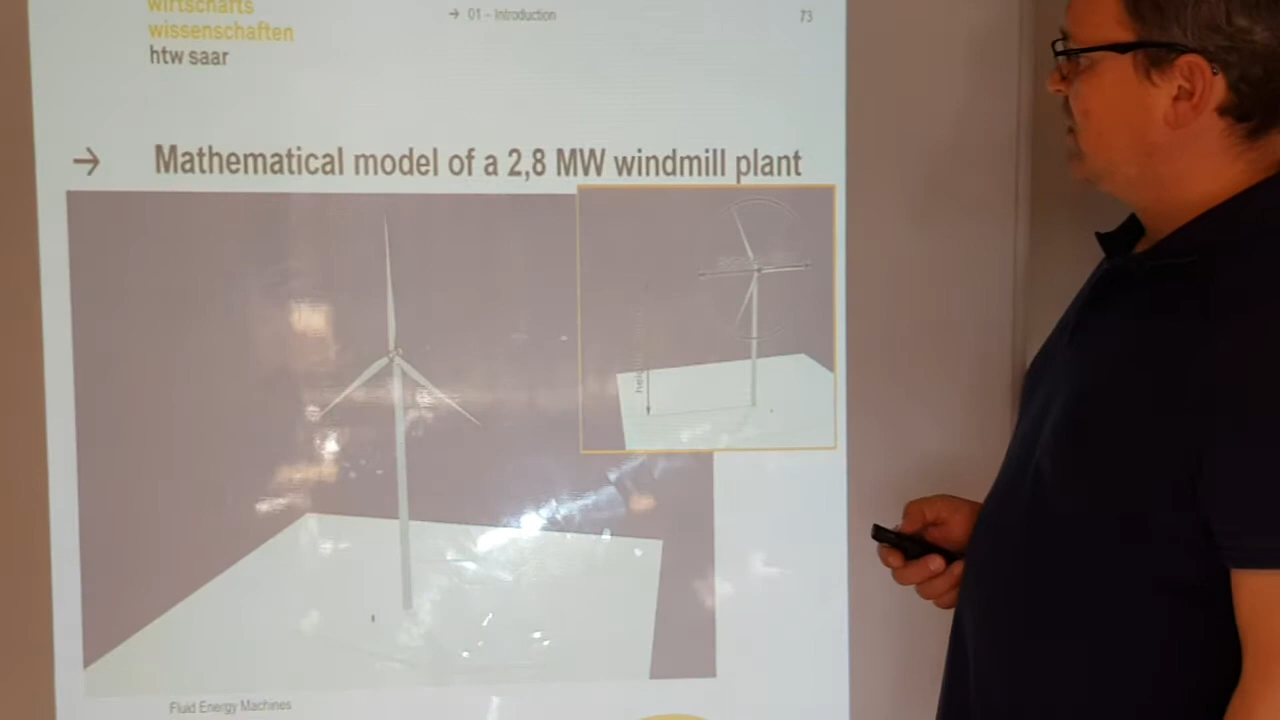 wirtschafts
wissenschaften
htw saar
→ 01 – Introduction
73
→ Mathematical model of a 2,8 MW windmill plant
Fluid Energy Machines